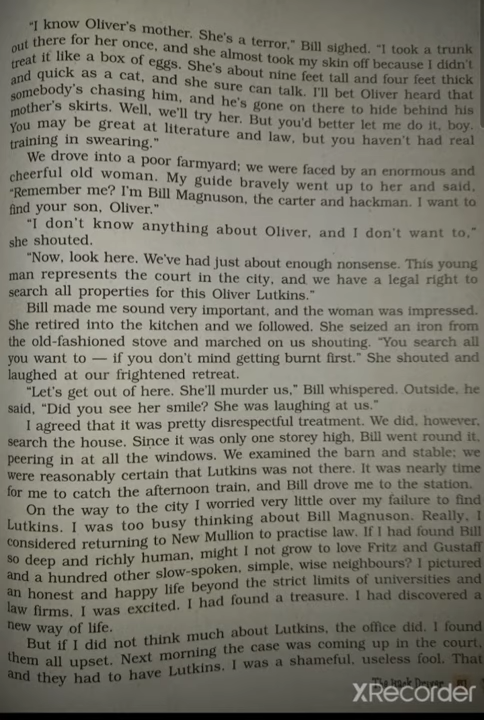 "I know Oliver's mother. She's a terror," Bill sighed. "I took a trunk
out there for her once, and she almost took my skin off because I didn't
treat it like a box of eggs. She's about nine feet tall and four feet thick
and quick as a cat, and she sure can talk. I'll bet Oliver heard that
somebody's chasing him, and he's gone on there to hide behind his
mother's skirts. Well, we'll try her. But you'd better let me do it, boy.
You may be great at literature and law, but you haven't had real
training in swearing."
We drove into a poor farmyard; we were faced by an enormous and
cheerful old woman. My guide bravely went up to her and said,
"Remember me? I'm Bill Magnuson, the carter and hackman. I want to
find your son, Oliver."
"I don't know anything about Oliver, and I don't want to,"
she shouted.
"Now, look here. We've had just about enough nonsense. This young
man represents the court in the city, and we have a legal right to
search all properties for this Oliver Lutkins."
Bill made me sound very important, and the woman was impressed.
She retired into the kitchen and we followed. She seized an iron from
the old-fashioned stove and marched on us shouting, "You search all
you want to — if you don't mind getting burnt first." She shouted and
laughed at our frightened retreat.
"Let's get out of here. She'll murder us," Bill whispered. Outside, he
said, "Did you see her smile? She was laughing at us."
I agreed that it was pretty disrespectful treatment. We did, however,
search the house. Since it was only one storey high, Bill went round it,
peering in at all the windows. We examined the barn and stable; we
were reasonably certain that Lutkins was not there. It was nearly time
for me to catch the afternoon train, and Bill drove me to the station.
On the way to the city I worried very little over my failure to find
Lutkins. I was too busy thinking about Bill Magnuson. Really, I
considered returning to New Mullion to practise law. If I had found Bill
so deep and richly human, might I not grow to love Fritz and Gustaff
and a hundred other slow-spoken, simple, wise neighbours? I pictured
an honest and happy life beyond the strict limits of universities and
law firms. I was excited. I had found a treasure. I had discovered a
new way of life.
But if I did not think much about Lutkins, the office did. I found
them all upset. Next morning the case was coming up in the court,
and they had to have Lutkins. I was a shameful, useless fool. That
XRecorder